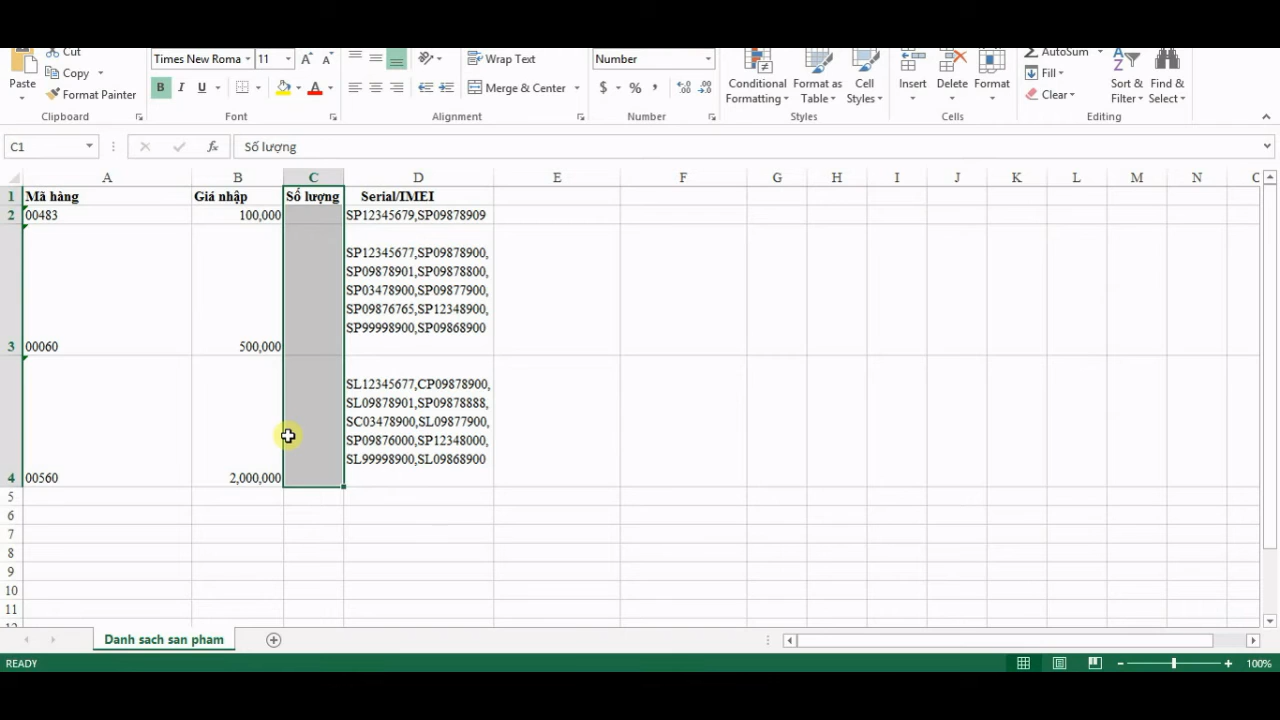 Cut
Times New Roma 11
Wrap Text
Number
AutoSum
Copy
Fill
Paste
Format Painter
B I U A
Merge & Center
$ % ,
Conditional Formatting
Format as Table
Cell Styles
Insert
Delete
Format
Clear
Sort & Filter
Find & Select
Clipboard
Font
Alignment
Number
Styles
Cells
Editing
C1
fx
Số lượng
A B C D E F G H I J K L M N
1 Mã hàng Giá nhập Số lượng Serial/IMEI
2 00483 100,000 SP12345679,SP09878909
SP12345677,SP09878900,
SP09878901,SP09878800,
SP03478900,SP09877900,
SP09876765,SP12348900,
SP99998900,SP09868900
3 00060 500,000
SL12345677,CP09878900,
SL09878901,SP09878888,
SC03478900,SL09877900,
SP09876000,SP12348000,
SL99998900,SL09868900
4 00560 2,000,000
5
6
7
8
9
10
11
Danh sach san pham
READY
100%